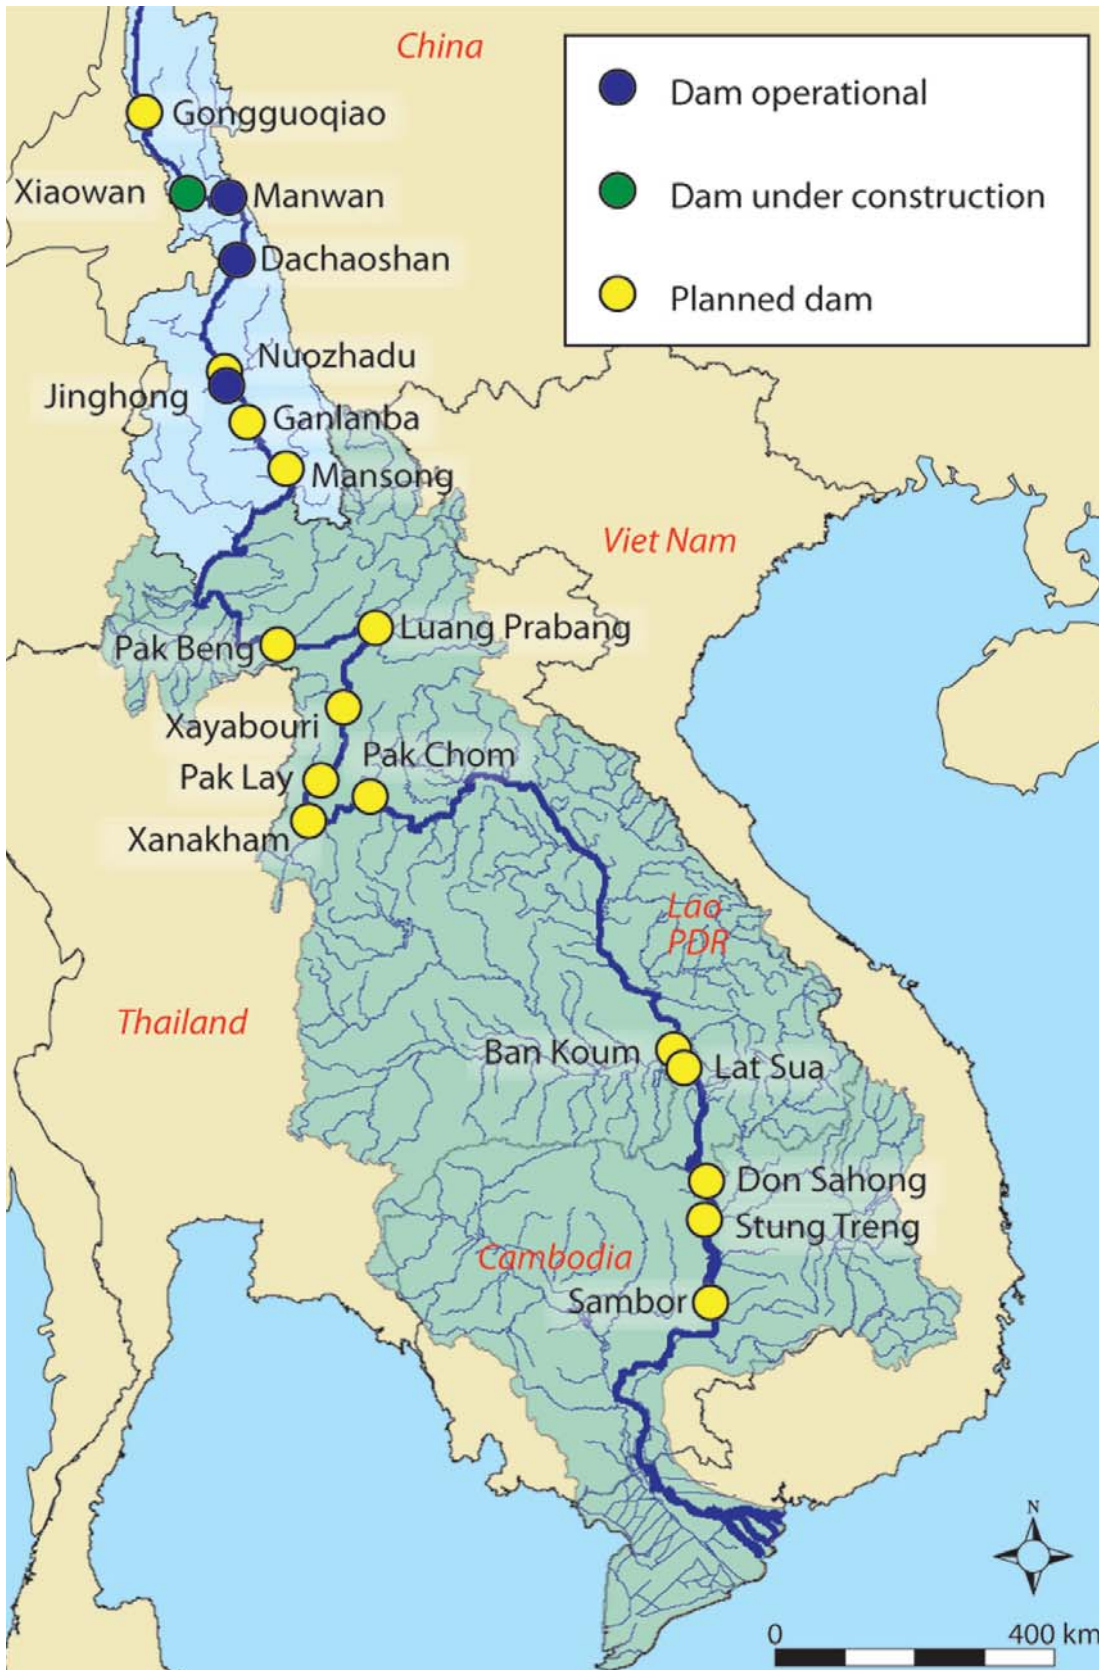 China
Dam operational
Dam under construction
Planned dam
Gongguoqiao
Xiaowan
Manwan
Dachaoshan
Nuozhadu
Jinghong
Ganlanba
Mansong
Viet Nam
Luang Prabang
Pak Beng
Xayabouri
Pak Chom
Pak Lay
Xanakham
Lao
PDR
Thailand
Ban Koum
Lat Sua
Don Sahong
Stung Treng
Cambodia
Sambor
N
0
400 km